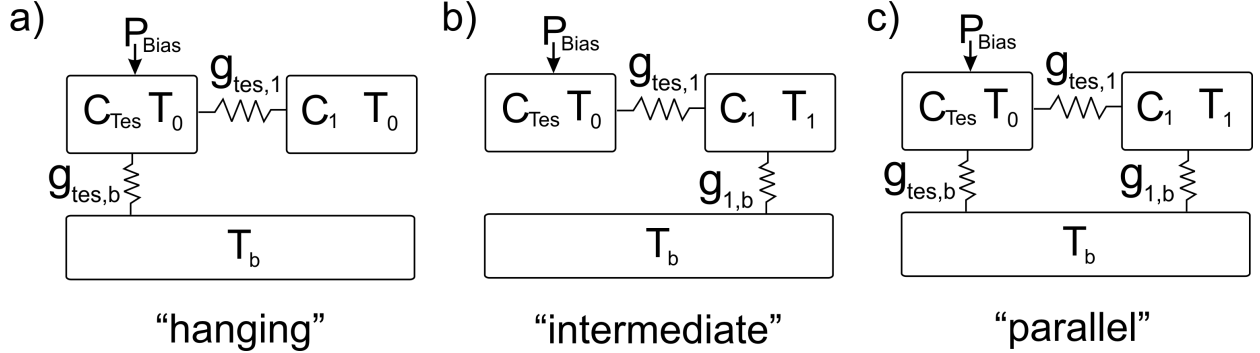 a)
P_Bias
g_tes,1
C_Tes T_0
C_1 T_0
g_tes,b
T_b
“hanging”
b)
P_Bias
g_tes,1
C_Tes T_0
C_1 T_1
g_1,b
T_b
“intermediate”
c)
P_Bias
g_tes,1
C_Tes T_0
C_1 T_1
g_tes,b
g_1,b
T_b
“parallel”